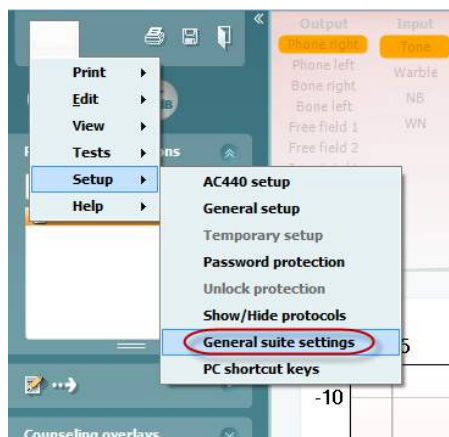 Output Input
Phone right Tone
Phone left Warble
Bone right NB
Bone left WN
Free field 1
Free field 2
Print
Edit
View
Tests
Setup
Help
AC440 setup
General setup
Temporary setup
Password protection
Unlock protection
Show/Hide protocols
General suite settings
PC shortcut keys
-10
Counseling overlays